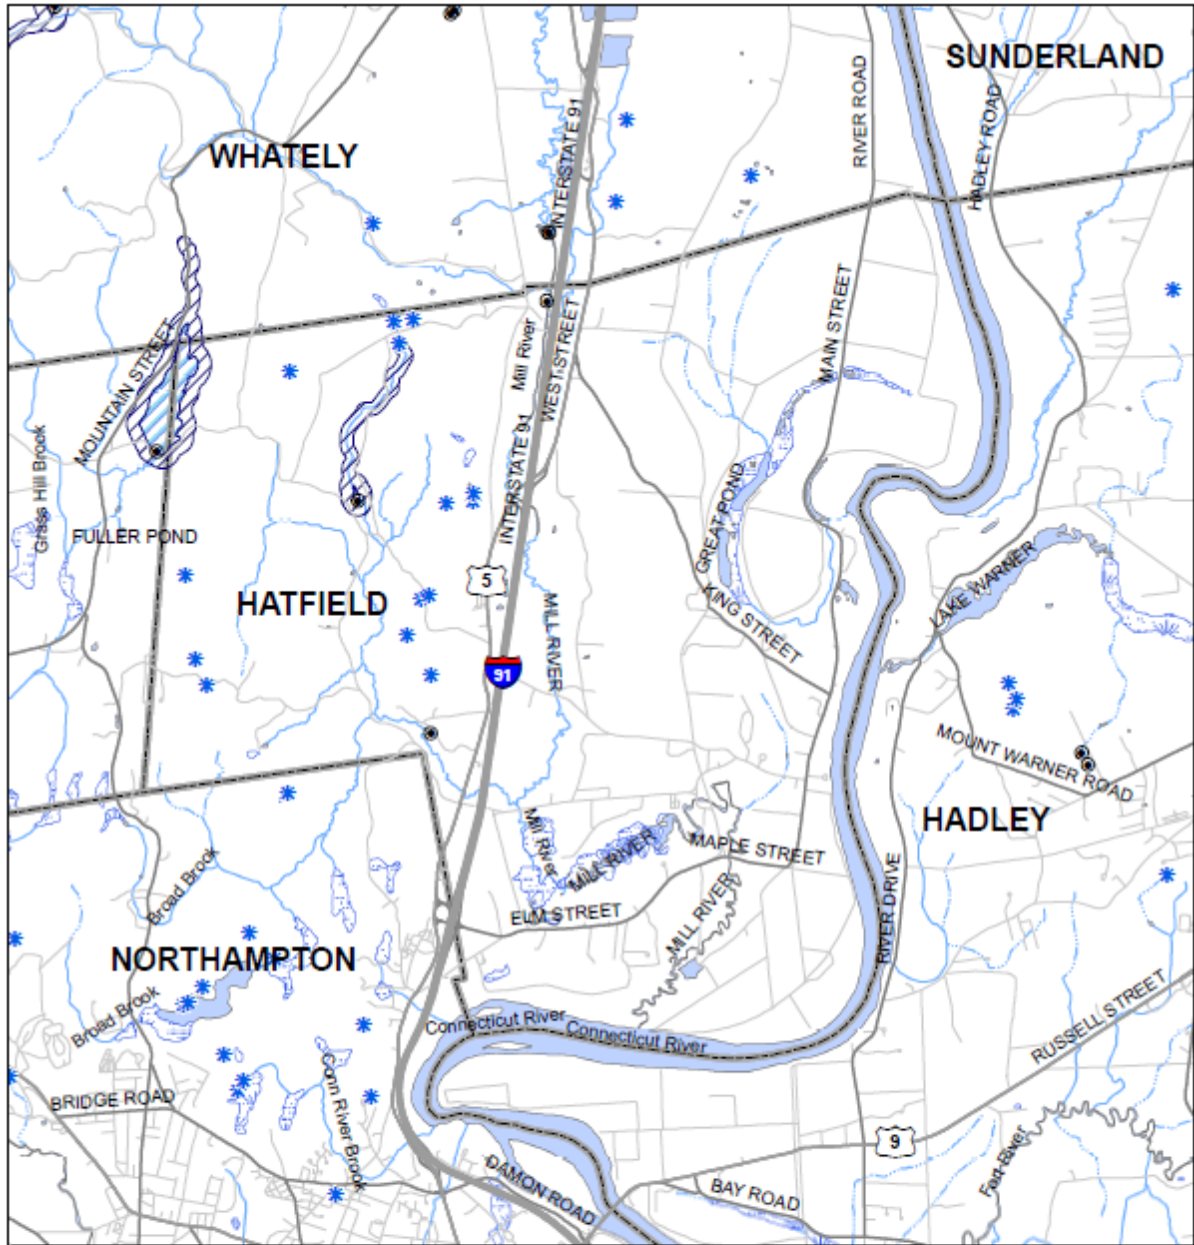 SUNDERLAND
RIVER ROAD
HADLEY ROAD
INTERSTATE 91
WHATELY
MAIN STREET
MOUNTAIN STREET
Mill River
WEST STREET
INTERSTATE 91
Grass Hill Brook
GREAT POND
FULLER POND
5
HATFIELD
LAKE WARNER
KING STREET
MILL RIVER
91
MOUNT WARNER ROAD
HADLEY
Mill River
MILL RIVER
MAPLE STREET
Broad Brook
ELM STREET
MILL RIVER
RIVER DRIVE
NORTHAMPTON
Broad Brook
Connecticut River
Connecticut River
RUSSELL STREET
BRIDGE ROAD
Conn River Brook
9
Fort River
DAMON ROAD
BAY ROAD